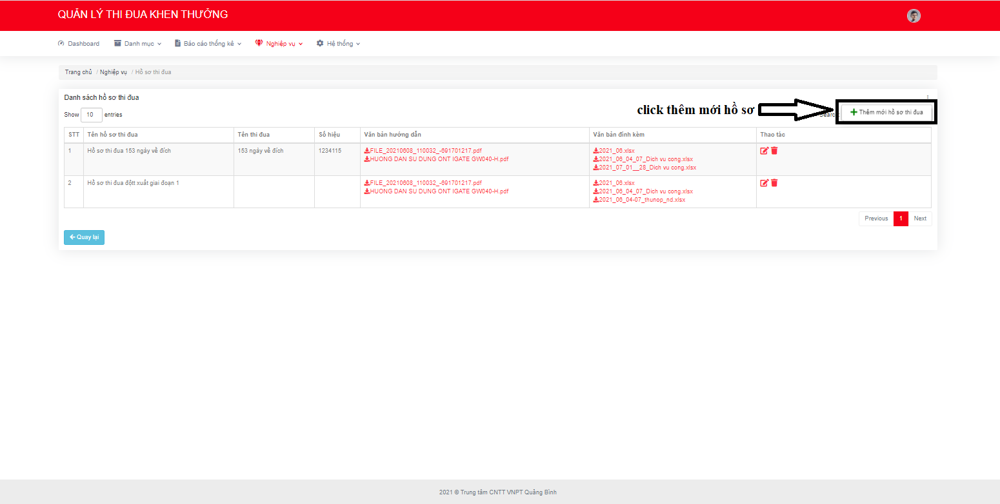 QUẢN LÝ THI ĐUA KHEN THƯỞNG
Dashboard Danh mục Báo cáo thống kê Nghiệp vụ Hệ thống
Trang chủ / Nghiệp vụ / Hồ sơ thi đua
Danh sách hồ sơ thi đua
Show 10 entries
click thêm mới hồ sơ
Search:
Thêm mới hồ sơ thi đua
STT Tên hồ sơ thi đua Tên thi đua Số hiệu Văn bản hướng dẫn Văn bản đính kèm Thao tác
1 Hồ sơ thi đua 153 ngày về đích 153 ngày về đích 1234115 FILE_20210608_110032_-691701217.pdf 2021_06.xlsx
HUONG DAN SU DUNG ONT IGATE GW040-H.pdf 2021_06_04_07_Dich vu cong.xlsx
2021_07_01__28_Dich vu cong.xlsx
2 Hồ sơ thi đua đột xuất giai đoạn 1 FILE_20210608_110032_-691701217.pdf 2021_06.xlsx
HUONG DAN SU DUNG ONT IGATE GW040-H.pdf 2021_06_04_07_Dich vu cong.xlsx
2021_06_04-07_thunop_nd.xlsx
Previous 1 Next
Quay lại
2021 © Trung tâm CNTT VNPT Quảng Bình